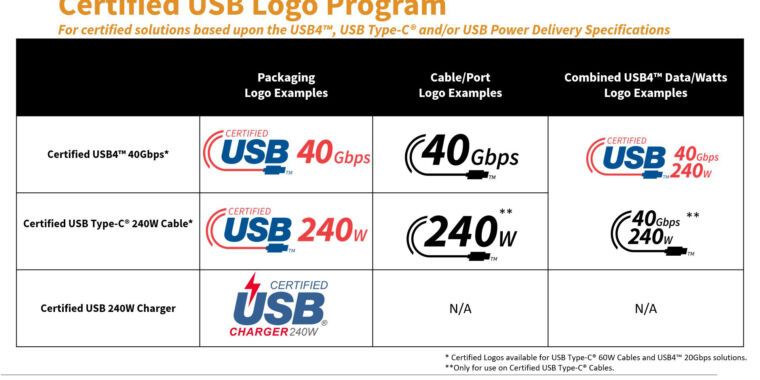 Certified USB Logo Program
For certified solutions based upon the USB4™, USB Type-C® and/or USB Power Delivery Specifications
Packaging
Logo Examples
Cable/Port
Logo Examples
Combined USB4™ Data/Watts
Logo Examples
Certified USB4™ 40Gbps*
CERTIFIED
USB 40Gbps
TM
40Gbps
TM
CERTIFIED
USB 40Gbps
240W
TM
Certified USB Type-C® 240W Cable*
CERTIFIED
USB 240W
TM
240W **
TM
40Gbps **
240W
TM
Certified USB 240W Charger
CERTIFIED
USB®
CHARGER 240W
N/A
N/A
* Certified Logos available for USB Type-C® 60W Cables and USB4™ 20Gbps solutions.
**Only for use on Certified USB Type-C® Cables.